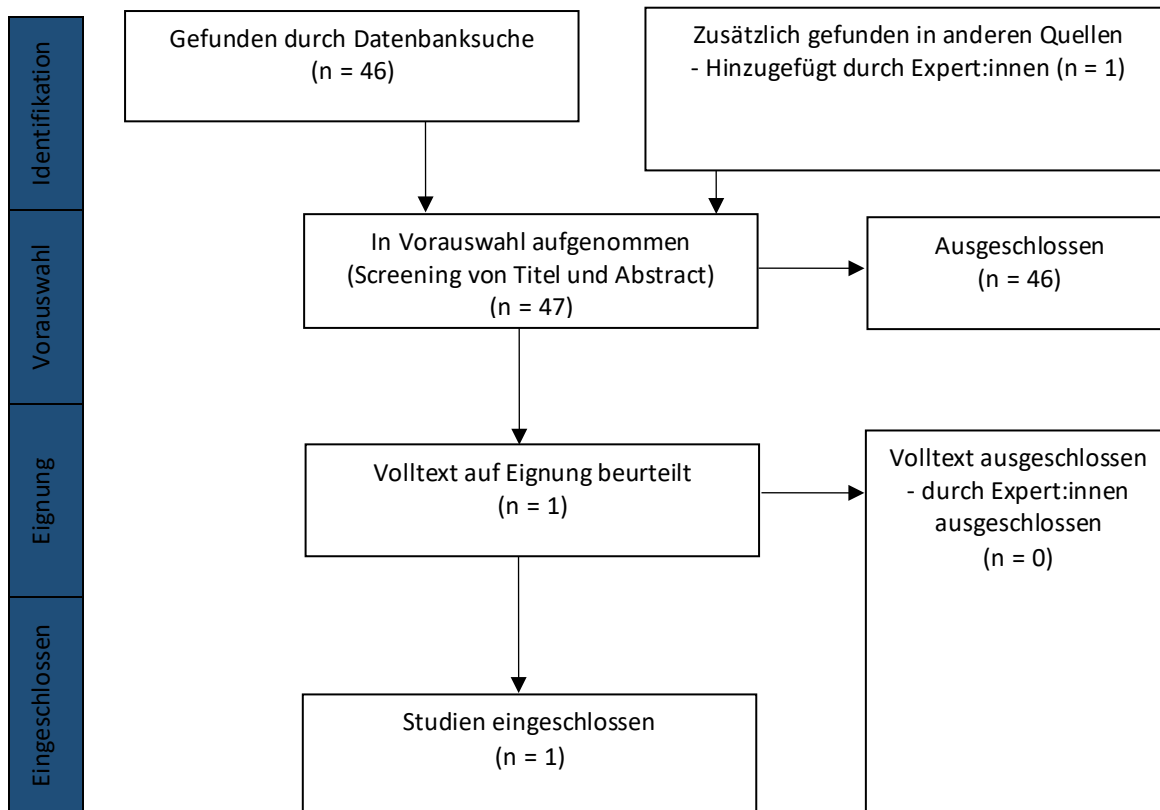 Identifikation
Gefunden durch Datenbanksuche
(n = 46)
Zusätzlich gefunden in anderen Quellen
- Hinzugefügt durch Expert:innen (n = 1)
Vorauswahl
In Vorauswahl aufgenommen
(Screening von Titel und Abstract)
(n = 47)
Ausgeschlossen
(n = 46)
Eignung
Volltext auf Eignung beurteilt
(n = 1)
Volltext ausgeschlossen
- durch Expert:innen
ausgeschlossen
(n = 0)
Eingeschlossen
Studien eingeschlossen
(n = 1)